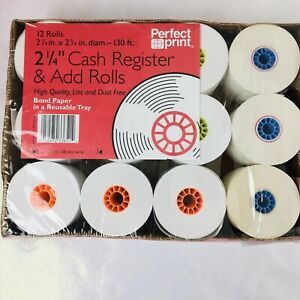 12 Rolls
2 1/4 in. x 2 3/4 in. diam.– 130 ft.
Perfect
print
2 1/4" Cash Register
& Add Rolls
High Quality, Lint and Dust Free
Bond Paper
in a Reusable Tray